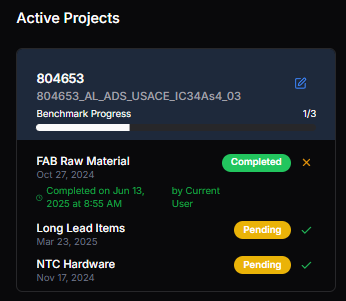 Active Projects
804653
804653_AL_ADS_USACE_IC34As4_03
Benchmark Progress 1/3
FAB Raw Material Completed
Oct 27, 2024
Completed on Jun 13, by Current
2025 at 8:55 AM User
Long Lead Items Pending
Mar 23, 2025
NTC Hardware Pending
Nov 17, 2024